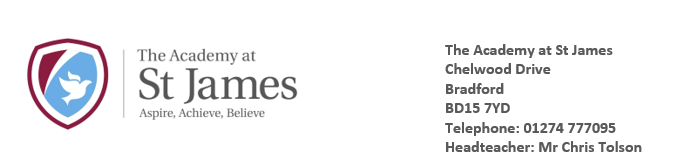 The Academy at
St James
Aspire, Achieve, Believe
The Academy at St James
Chelwood Drive
Bradford
BD15 7YD
Telephone: 01274 777095
Headteacher: Mr Chris Tolson